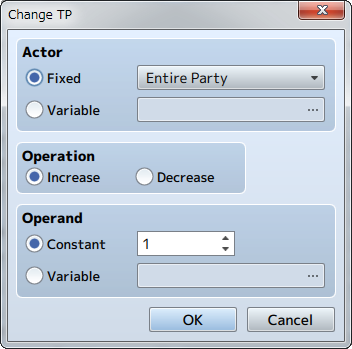 Change TP
Actor
Fixed Entire Party
Variable ...
Operation
Increase Decrease
Operand
Constant 1
Variable ...
OK Cancel